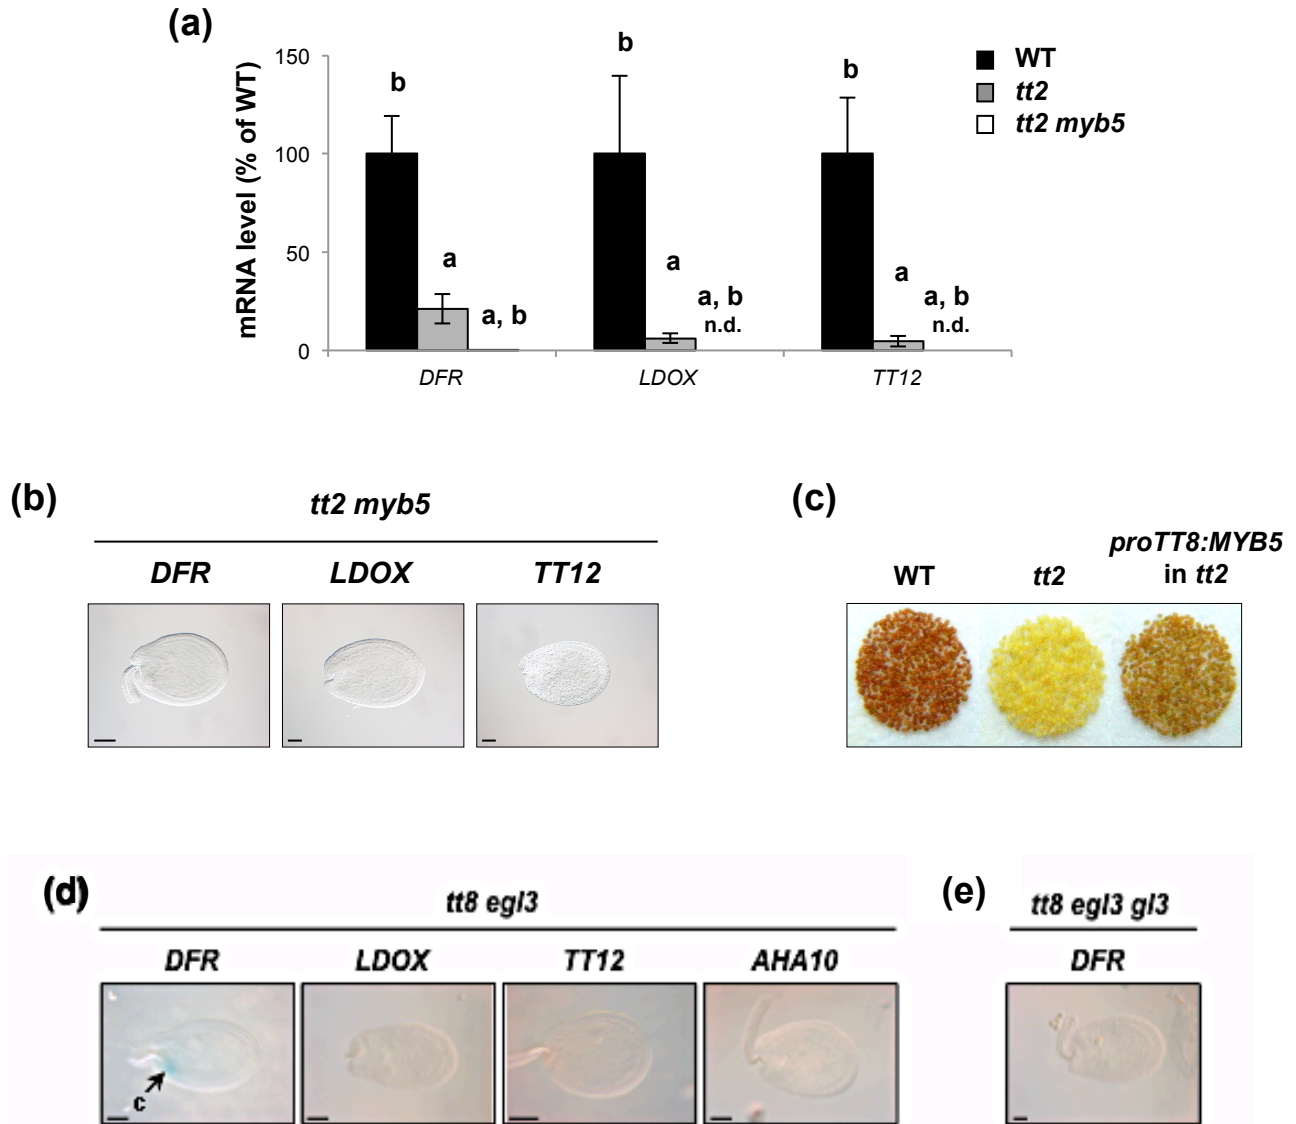 (a)
mRNA level (% of WT)
150
100
50
0
b
a
a, b
b
a
a, b
n.d.
b
a
a, b
n.d.
DFR
LDOX
TT12
WT
tt2
tt2 myb5
(b)
tt2 myb5
DFR
LDOX
TT12
(c)
WT
tt2
proTT8:MYB5
in tt2
(d)
tt8 egl3
DFR
LDOX
TT12
AHA10
c
(e)
tt8 egl3 gl3
DFR